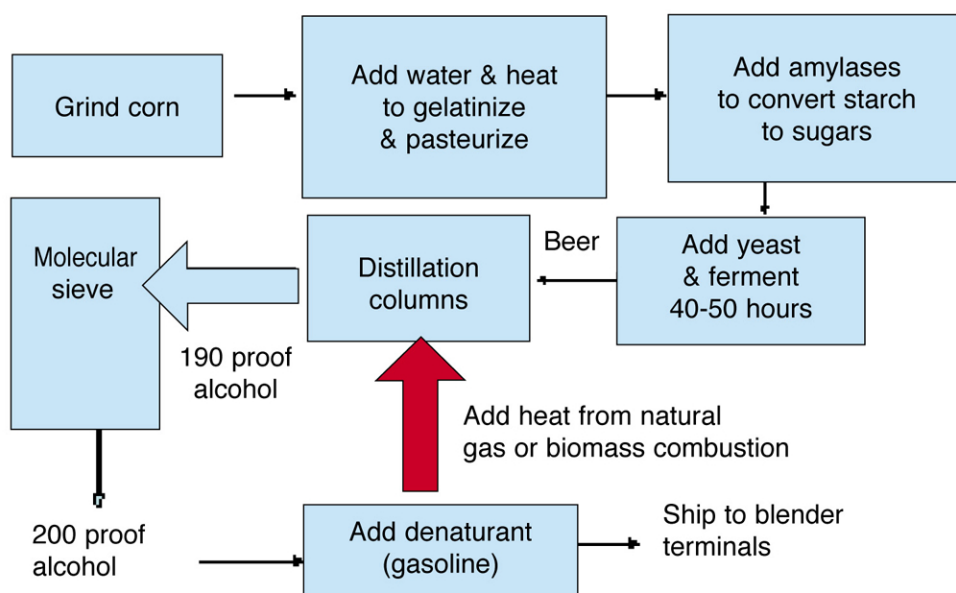 Grind corn
Add water & heat
to gelatinize
& pasteurize
Add amylases
to convert starch
to sugars
Add yeast
& ferment
40-50 hours
Beer
Distillation
columns
190 proof
alcohol
Molecular
sieve
200 proof
alcohol
Add heat from natural
gas or biomass combustion
Add denaturant
(gasoline)
Ship to blender
terminals